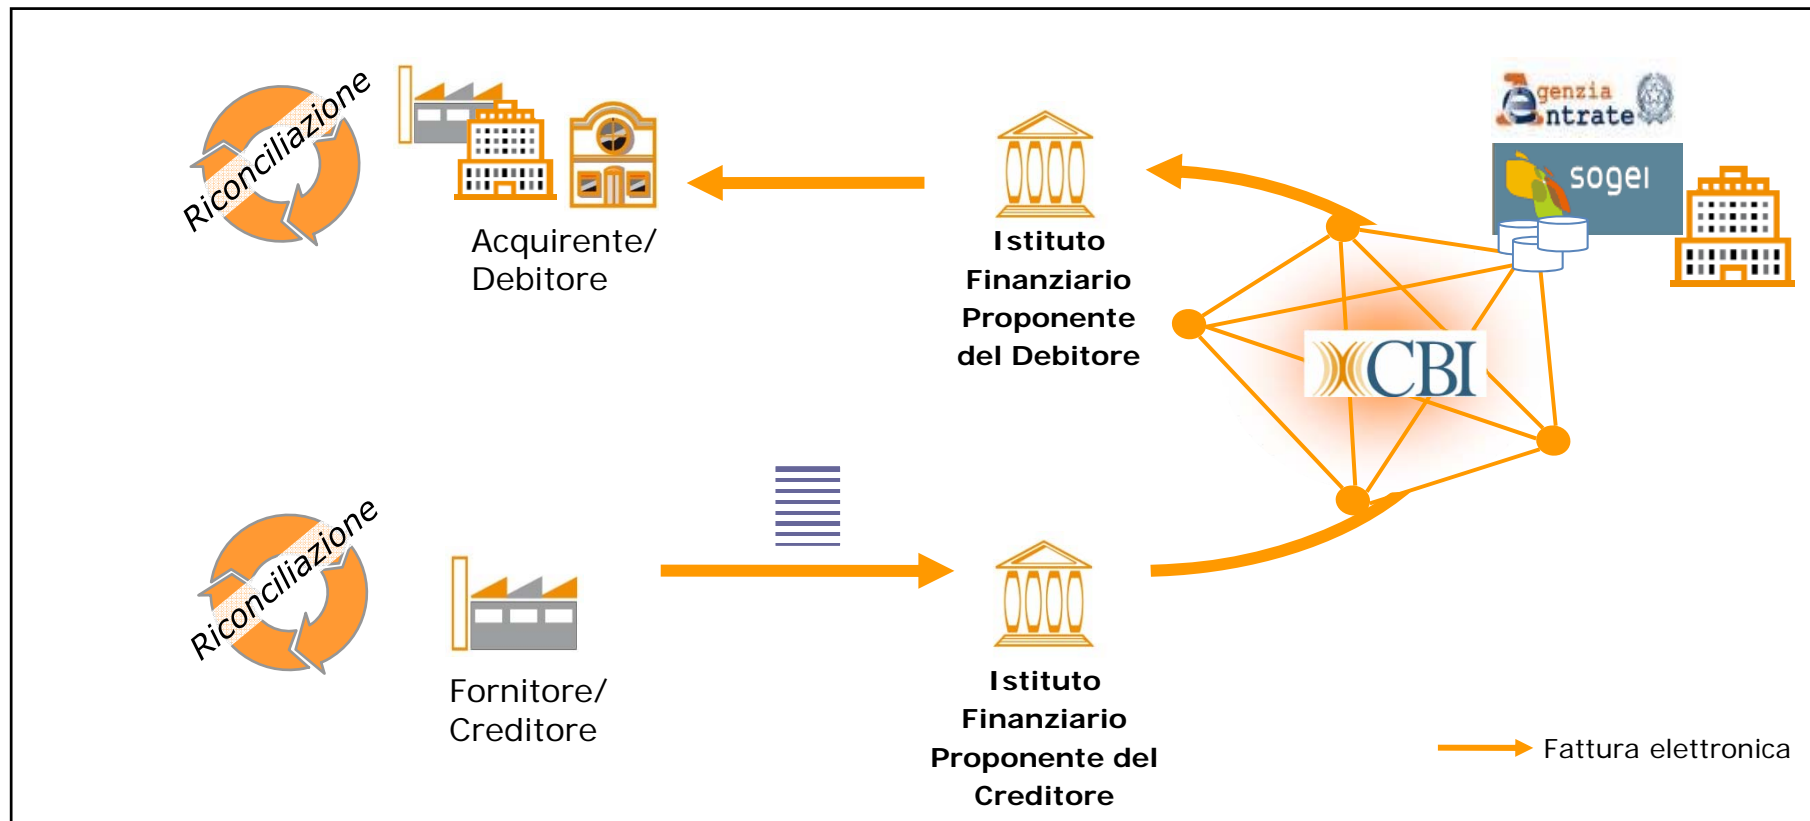 Riconciliazione
Acquirente/
Debitore
Istituto
Finanziario
Proponente
del Debitore
Agenzia
Entrate
sogei
CBI
Riconciliazione
Fornitore/
Creditore
Istituto
Finanziario
Proponente del
Creditore
Fattura elettronica